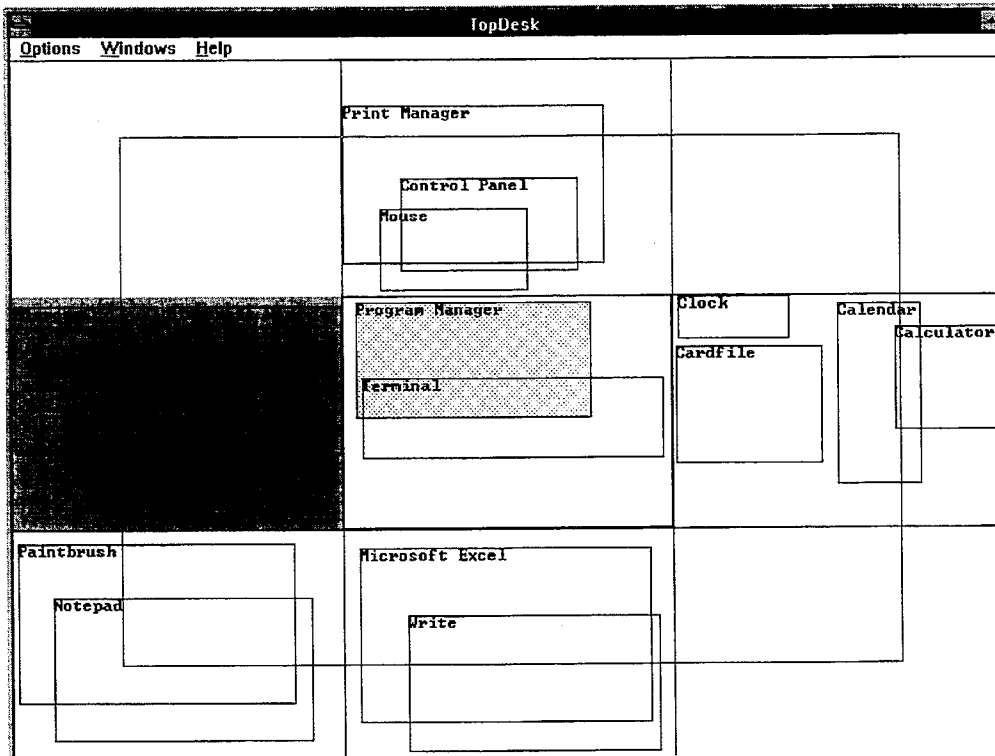 TopDesk
Options Windows Help
Print Manager
Control Panel
Mouse
Program Manager
Terminal
Clock
Calendar
Calculator
Cardfile
Paintbrush
Notepad
Microsoft Excel
Write